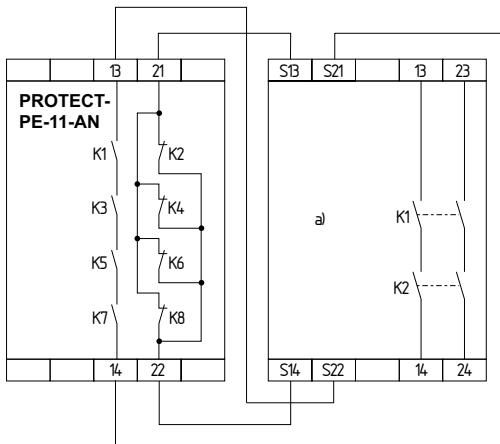 13 21 S13 S21 13 23
PROTECT-
PE-11-AN
K1 K2
K3 K4
a) K1
K5 K6
K2
K7 K8
14 22 S14 S22 14 24